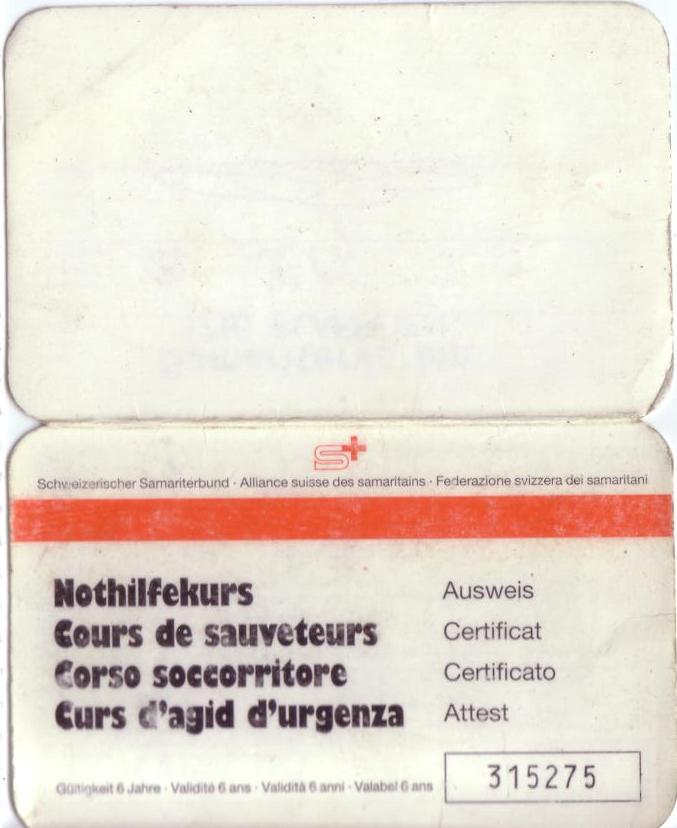 S+
Schweizerischer Samariterbund · Alliance suisse des samaritains · Federazione svizzera dei samaritani
Nothilfekurs Ausweis
Cours de sauveteurs Certificat
Corso soccorritore Certificato
Curs d'agid d'urgenza Attest
Gültigkeit 6 Jahre · Validité 6 ans · Validità 6 anni · Valabel 6 ans
315275